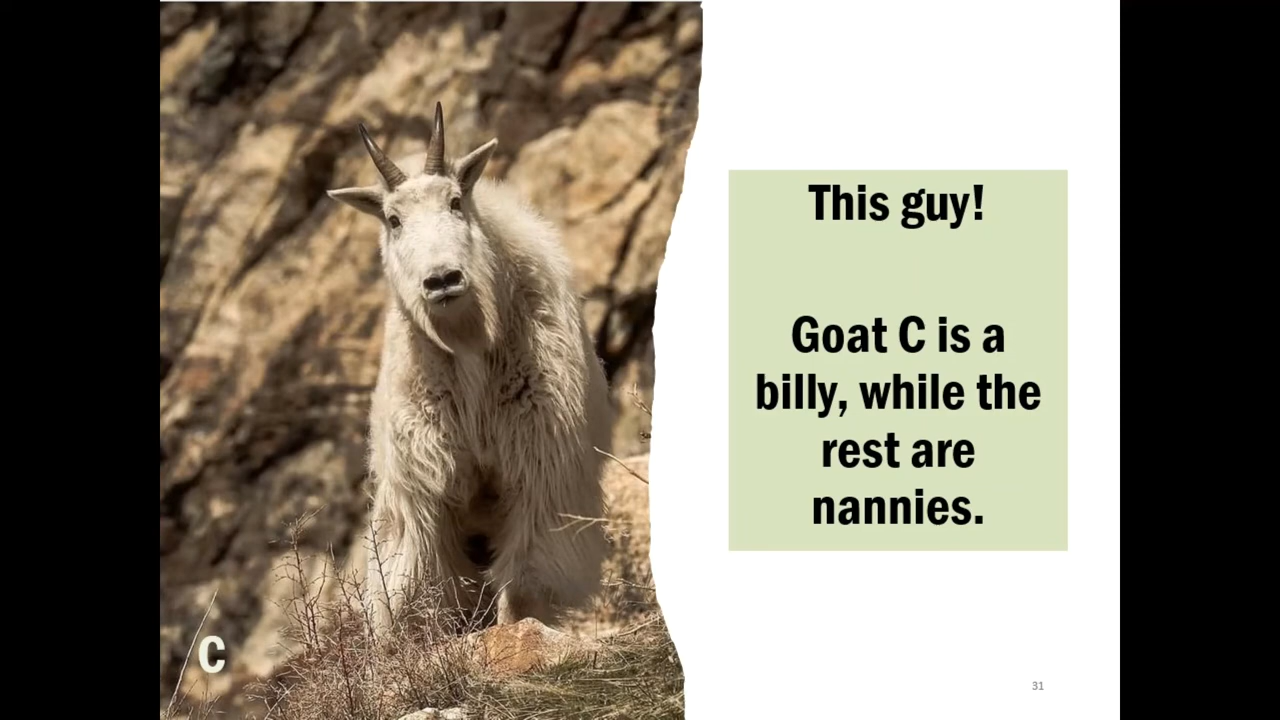 This guy!
Goat C is a
billy, while the
rest are
nannies.
C
31